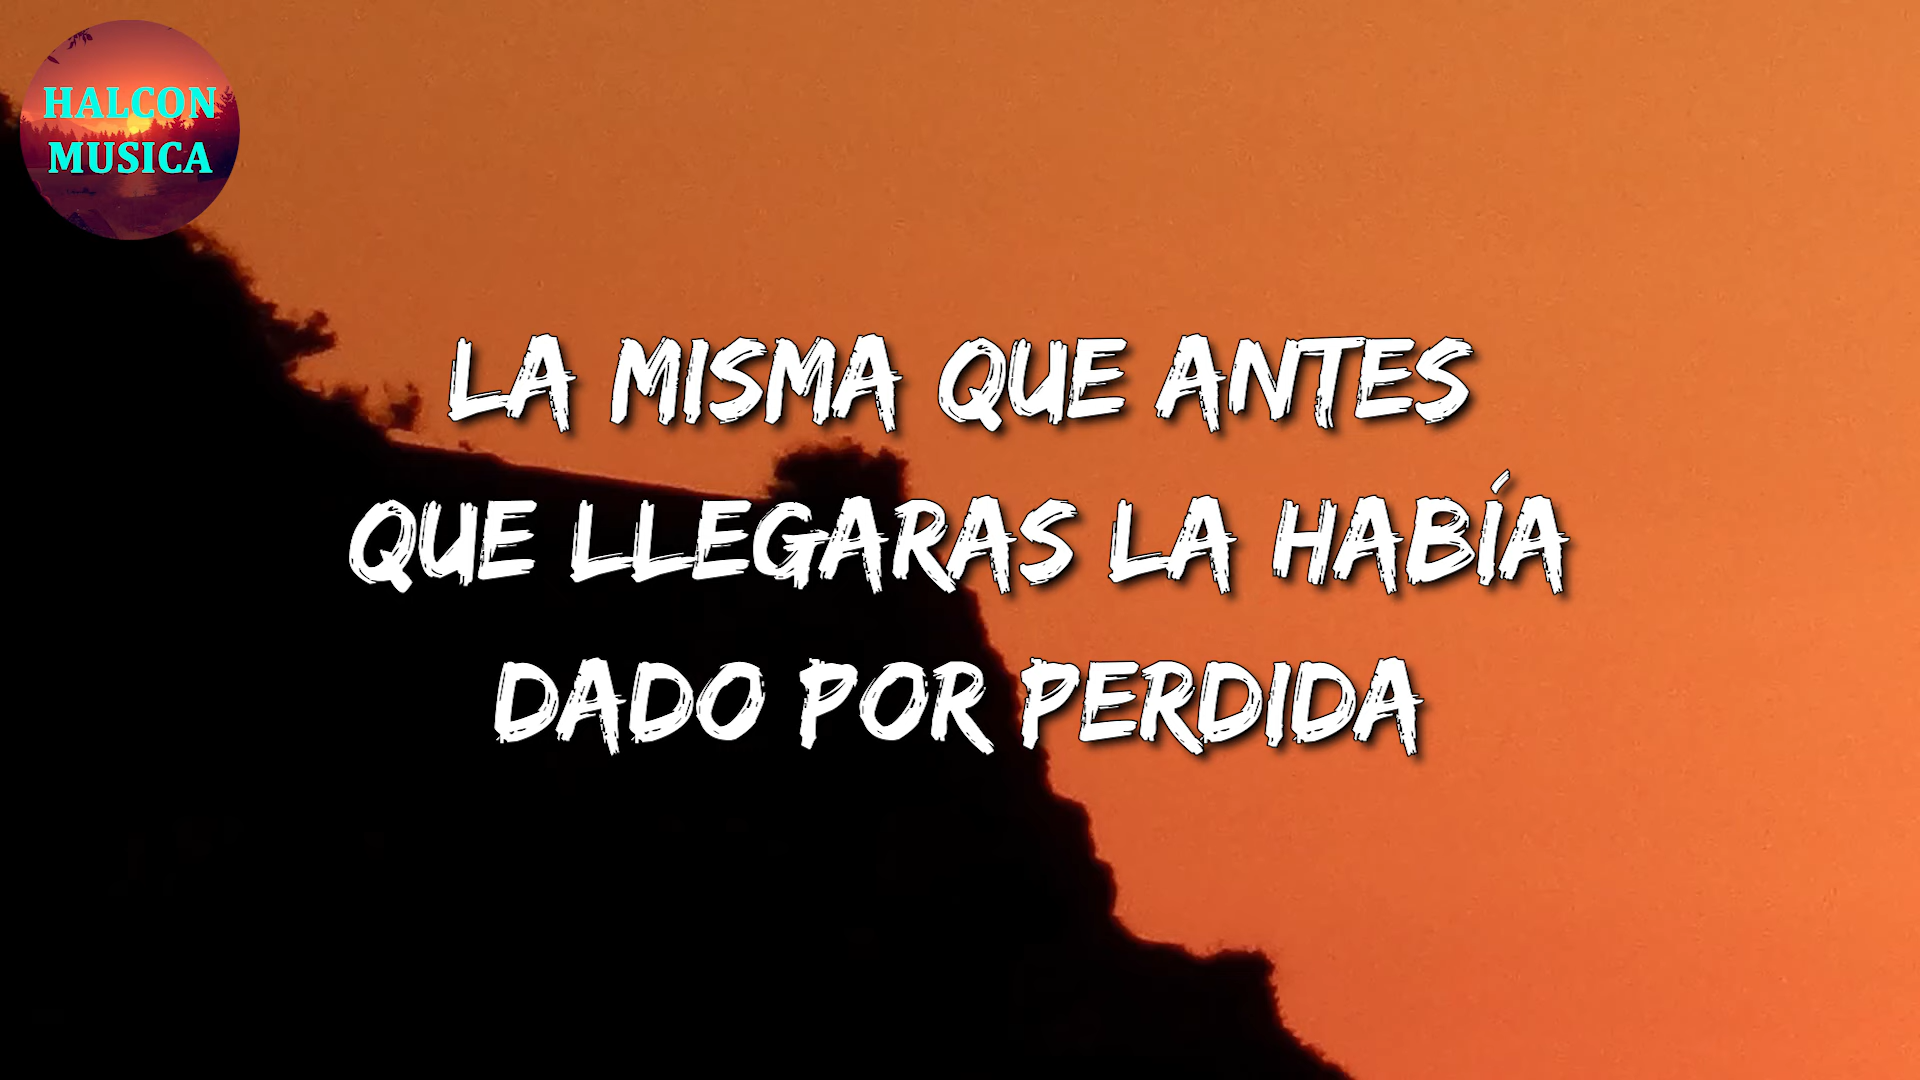 HALCON
MUSICA
LA MISMA QUE ANTES
QUE LLEGARAS LA HABÍA
DADO POR PERDIDA